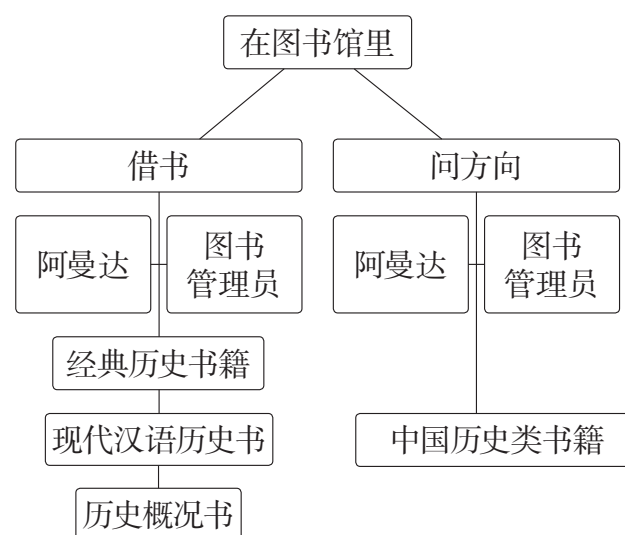 在图书馆里
借书
问方向
阿曼达
图书
管理员
阿曼达
图书
管理员
经典历史书籍
现代汉语历史书
中国历史类书籍
历史概况书